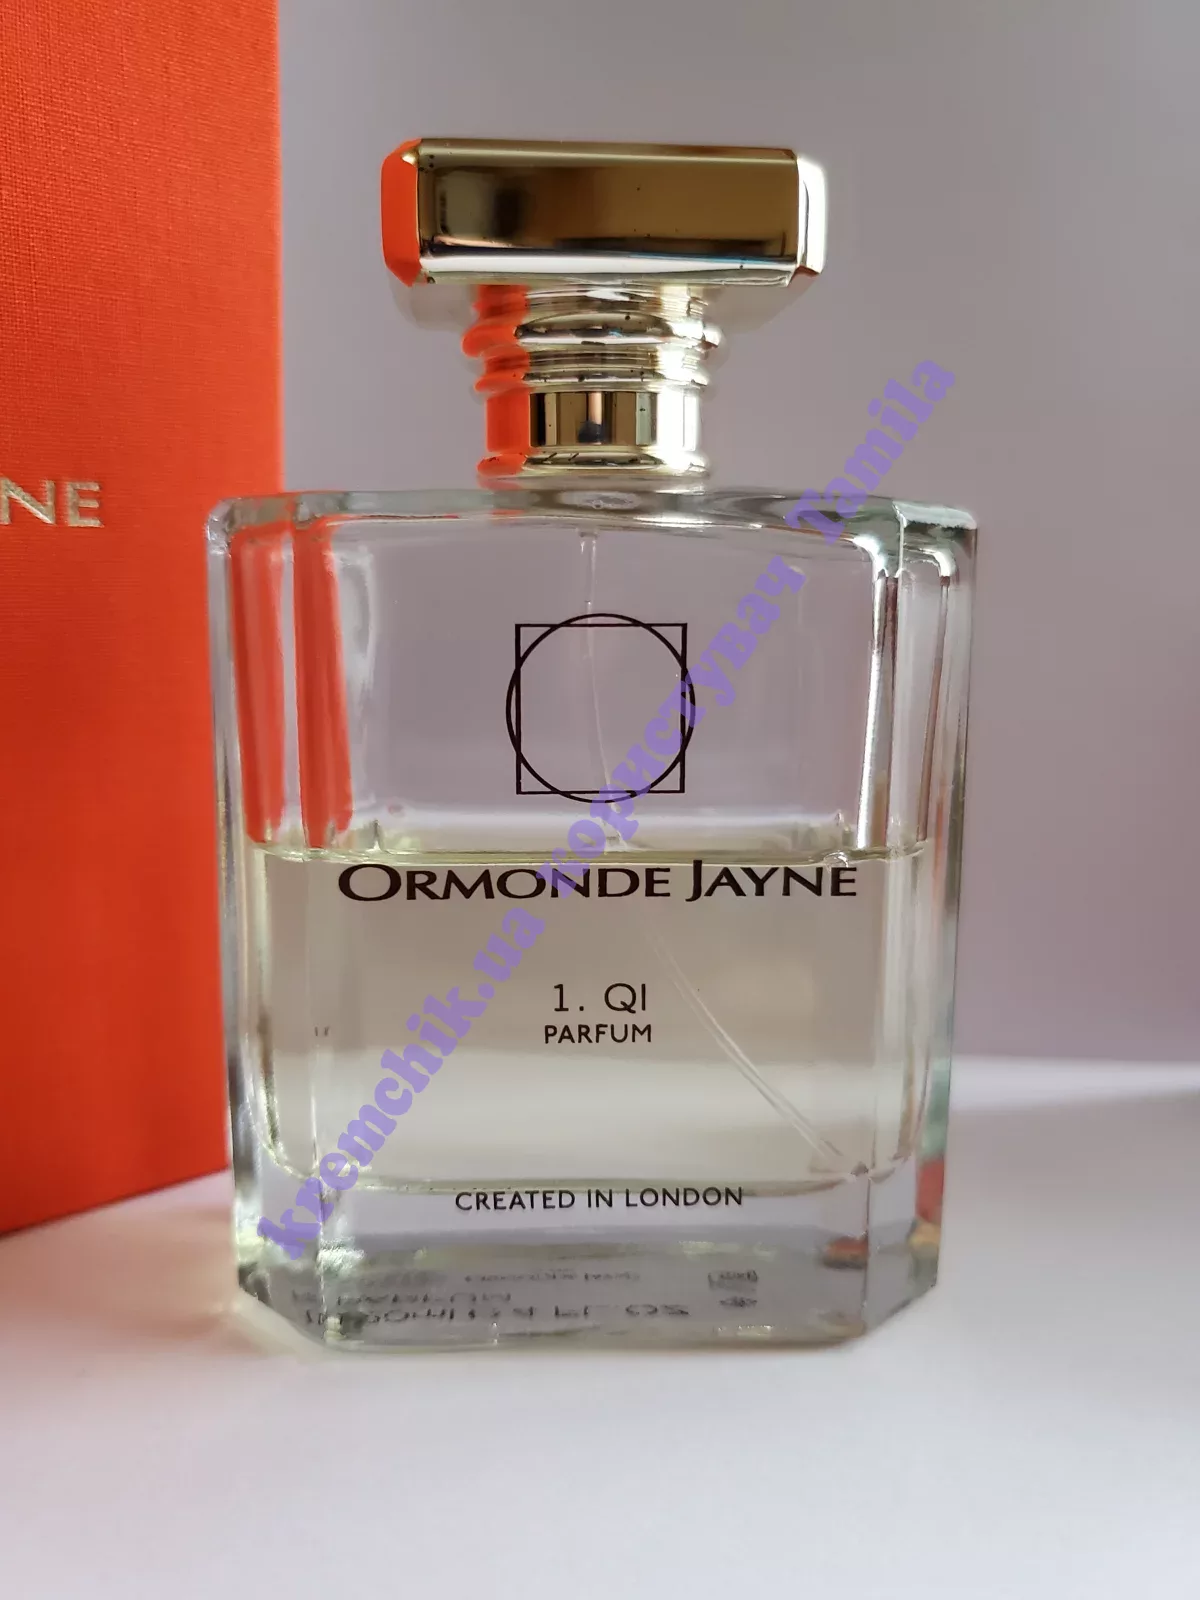 NE
ORMONDE JAYNE
1. QI
PARFUM
CREATED IN LONDON
kremchik.ua користувач Tamila